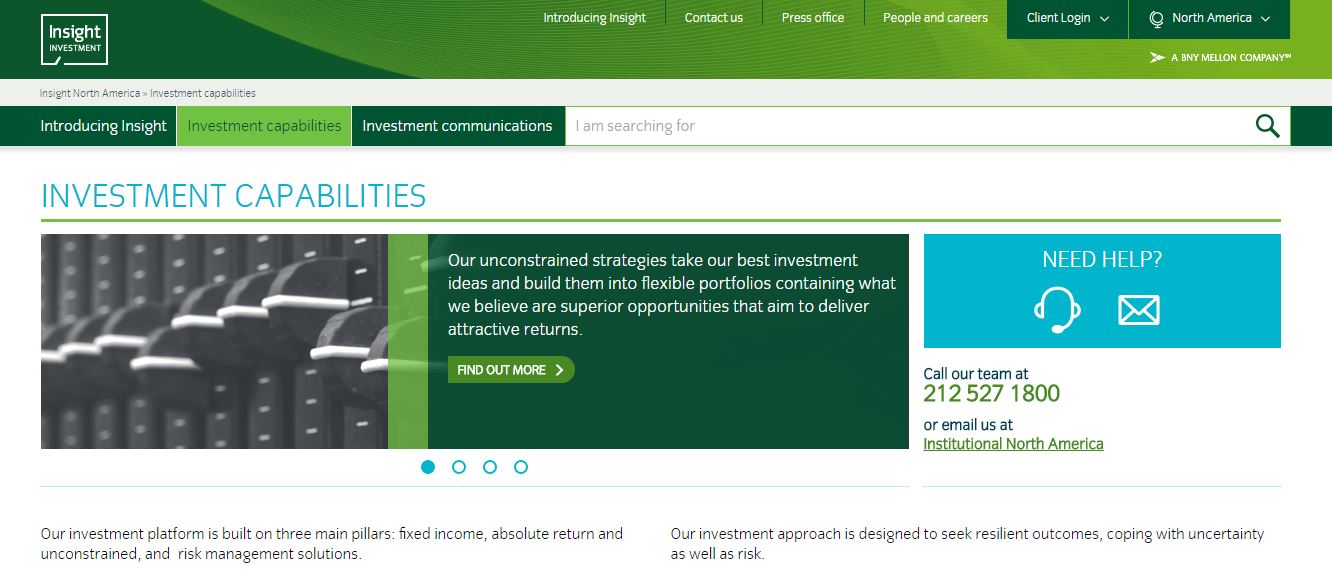 Insight
INVESTMENT
Introducing Insight
Contact us
Press office
People and careers
Client Login
North America
A BNY MELLON COMPANY℠
Insight North America » Investment capabilities
Introducing Insight
Investment capabilities
Investment communications
I am searching for
INVESTMENT CAPABILITIES
Our unconstrained strategies take our best investment
ideas and build them into flexible portfolios containing what
we believe are superior opportunities that aim to deliver
attractive returns.
FIND OUT MORE
NEED HELP?
Call our team at
212 527 1800
or email us at
Institutional North America
Our investment platform is built on three main pillars: fixed income, absolute return and
unconstrained, and  risk management solutions.
Our investment approach is designed to seek resilient outcomes, coping with uncertainty
as well as risk.